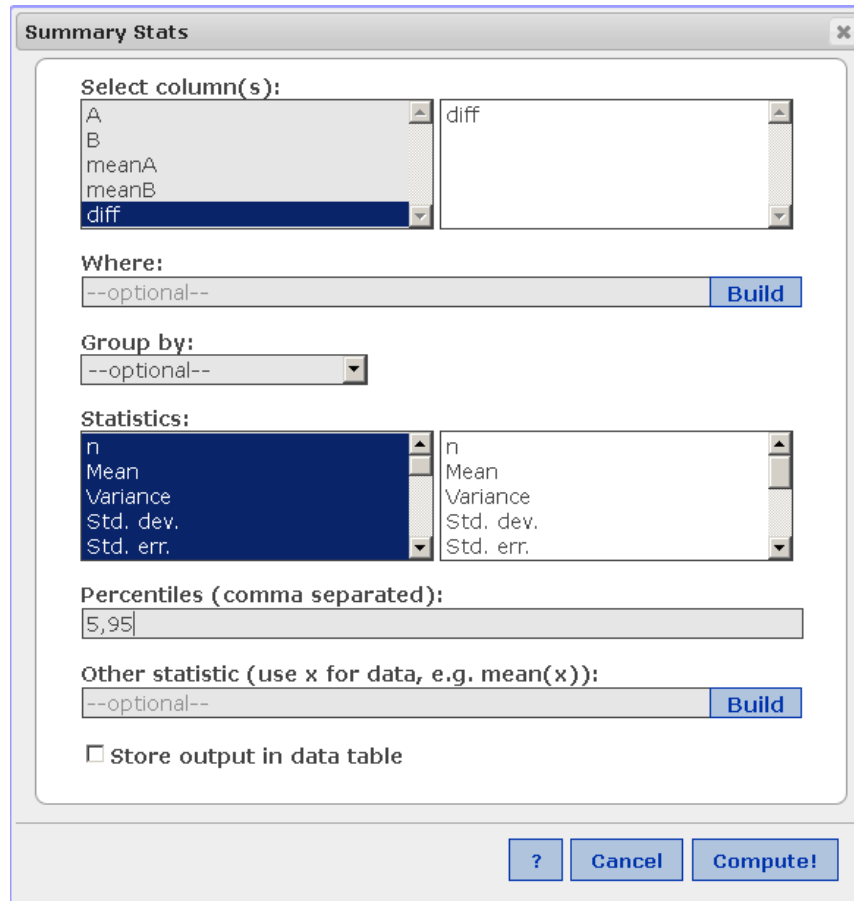 Summary Stats
Select column(s):
A
B
meanA
meanB
diff
diff
Where:
--optional-- Build
Group by:
--optional--
Statistics:
n
Mean
Variance
Std. dev.
Std. err.
n
Mean
Variance
Std. dev.
Std. err.
Percentiles (comma separated):
5,95
Other statistic (use x for data, e.g. mean(x)):
--optional-- Build
Store output in data table
? Cancel Compute!